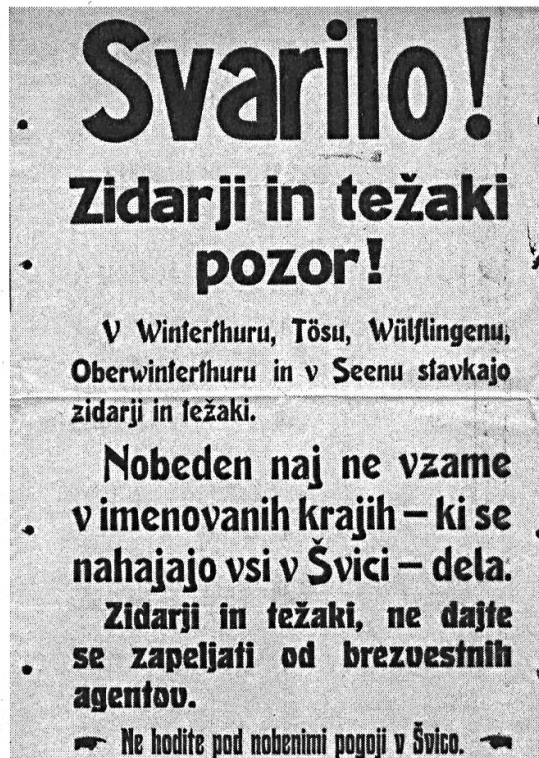 Svarilo!
Zidarji in težaki
pozor!
V Winterthuru, Tösu, Wülflingenu,
Oberwinterthuru in v Seenu stavkajo
zidarji in težaki.
Nobeden naj ne vzame
v imenovanih krajih – ki se
nahajajo vsi v Švici – dela.
Zidarji in težaki, ne dajte
se zapeljati od brezvestnih
agentov.
Ne hodite pod nobenimi pogoji v Švico.